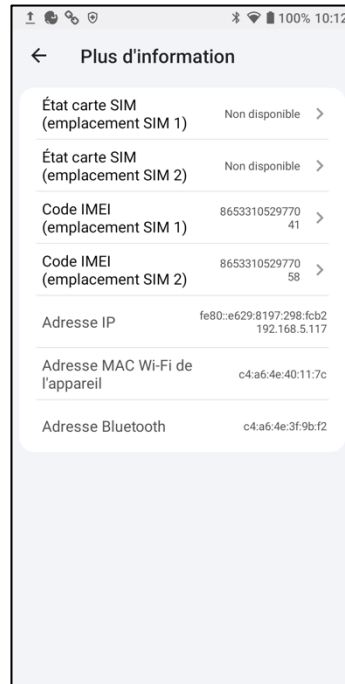 100% 10:12
Plus d'information
État carte SIM
(emplacement SIM 1)
Non disponible
État carte SIM
(emplacement SIM 2)
Non disponible
Code IMEI
(emplacement SIM 1)
8653310529770
41
Code IMEI
(emplacement SIM 2)
8653310529770
58
Adresse IP
fe80::e629:8197:298:fcb2
192.168.5.117
Adresse MAC Wi-Fi de
l'appareil
c4:a6:4e:40:11:7c
Adresse Bluetooth
c4:a6:4e:3f:9b:f2